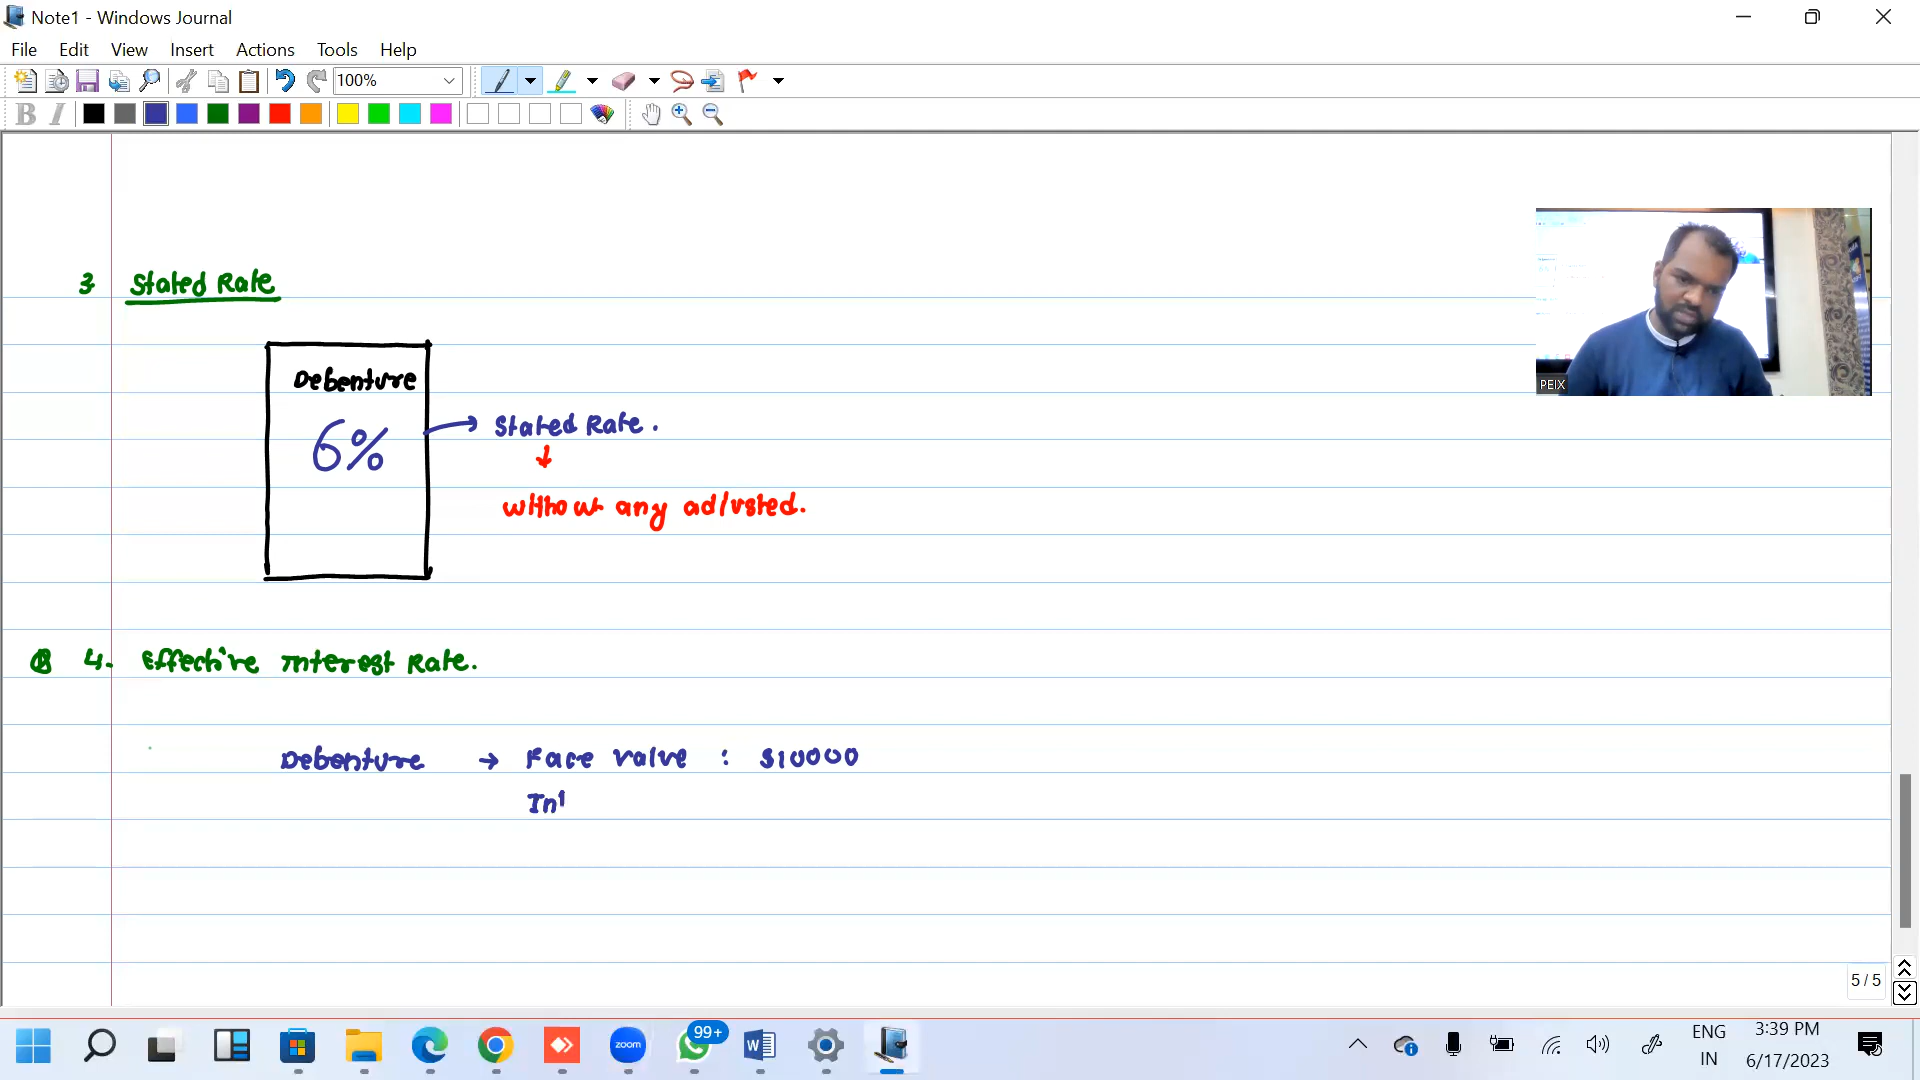 Note1 - Windows Journal
File Edit View Insert Actions Tools Help
100%
B I
3 Stated Rate
Debenture
6%
Stated Rate.
without any adjusted.
PEIX
4. Effective Interest Rate.
Debenture → Face value : $10000
Int
5 / 5
99+
zoom
ENG
IN
3:39 PM
6/17/2023